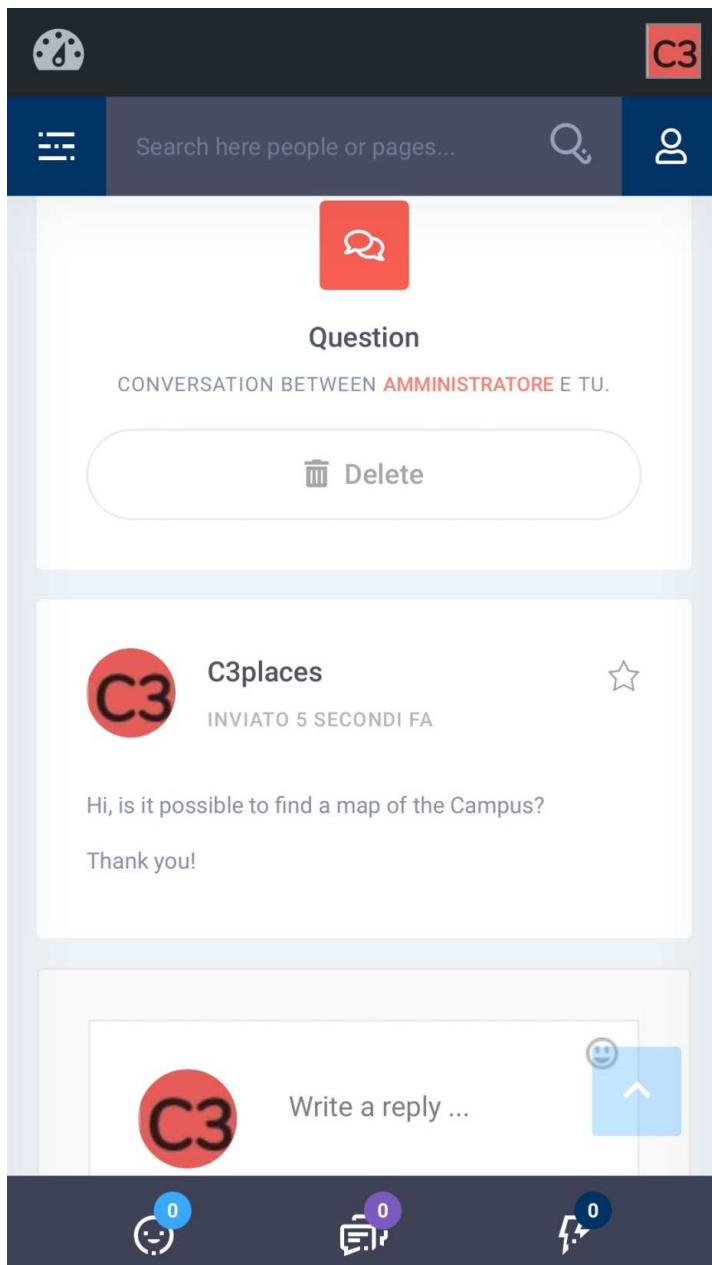 C3
Search here people or pages...
Question
CONVERSATION BETWEEN AMMINISTRATORE E TU.
Delete
C3
C3places
INVIATO 5 SECONDI FA
Hi, is it possible to find a map of the Campus?
Thank you!
C3
Write a reply ...
0
0
0